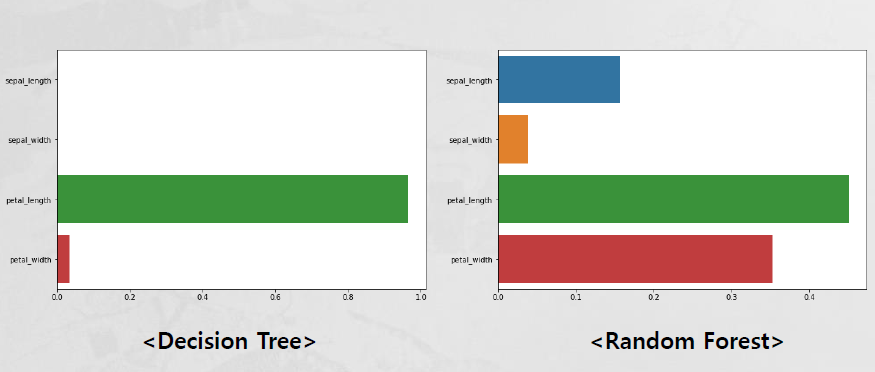 sepal_length
sepal_width
petal_length
petal_width
0.0 0.2 0.4 0.6 0.8 1.0
<Decision Tree>
sepal_length
sepal_width
petal_length
petal_width
0.0 0.1 0.2 0.3 0.4
<Random Forest>